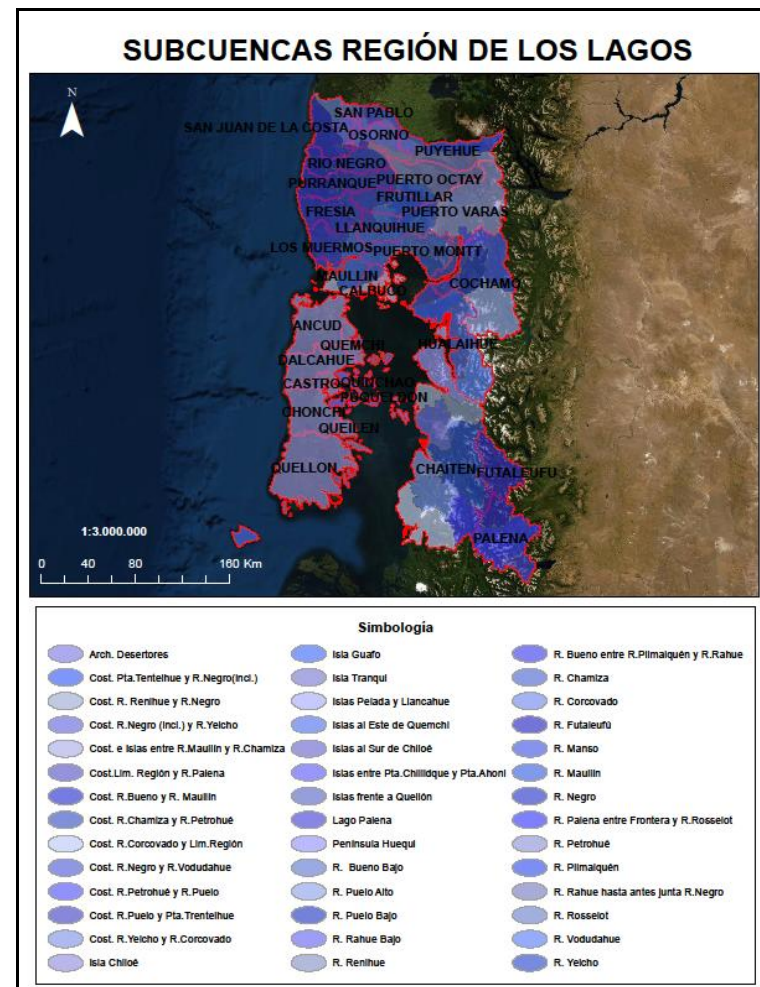 SUBCUENCAS REGIÓN DE LOS LAGOS
N
SAN PABLO
SAN JUAN DE LA COSTA
OSORNO
PUYEHUE
RIO NEGRO
PUERTO OCTAY
PURRANQUE
FRUTILLAR
FRESIA
PUERTO VARAS
LLANQUIHUE
LOS MUERMOS
PUERTO MONTT
MAULLIN
COCHAMO
CALBUCO
ANCUD
QUEMCHI
HUALAIHUE
DALCAHUE
CASTRO
QUINCHAO
PUQUELDON
CHONCHI
QUEILEN
QUELLON
CHAITEN
FUTALEUFU
PALENA
1:3.000.000
0 40 80 160 Km
Simbología
Arch. Desertores
Cost. Pta.Tentelhue y R.Negro(incl.)
Cost. R. Renihue y R.Negro
Cost. R.Negro (incl.) y R.Yelcho
Cost. e Islas entre R.Maullin y R.Chamiza
Cost.Lim. Región y R.Palena
Cost. R.Bueno y R. Maullin
Cost. R.Chamiza y R.Petrohué
Cost. R.Corcovado y Lim.Región
Cost. R.Negro y R.Vodudahue
Cost. R.Petrohué y R.Puelo
Cost. R.Puelo y Pta.Trentelhue
Cost. R.Yelcho y R.Corcovado
Isla Chiloé
Isla Guafo
Isla Tranqui
Islas Pelada y Llancahue
Islas al Este de Quemchi
Islas al Sur de Chiloé
Islas entre Pta.Chillidque y Pta.Ahoni
Islas frente a Quellón
Lago Palena
Peninsula Huequi
R. Bueno Bajo
R. Puelo Alto
R. Puelo Bajo
R. Rahue Bajo
R. Renihue
R. Bueno entre R.Pilmaiquén y R.Rahue
R. Chamiza
R. Corcovado
R. Futaleufú
R. Manso
R. Maullin
R. Negro
R. Palena entre Frontera y R.Rosselot
R. Petrohué
R. Pilmaiquén
R. Rahue hasta antes junta R.Negro
R. Rosselot
R. Vodudahue
R. Yelcho